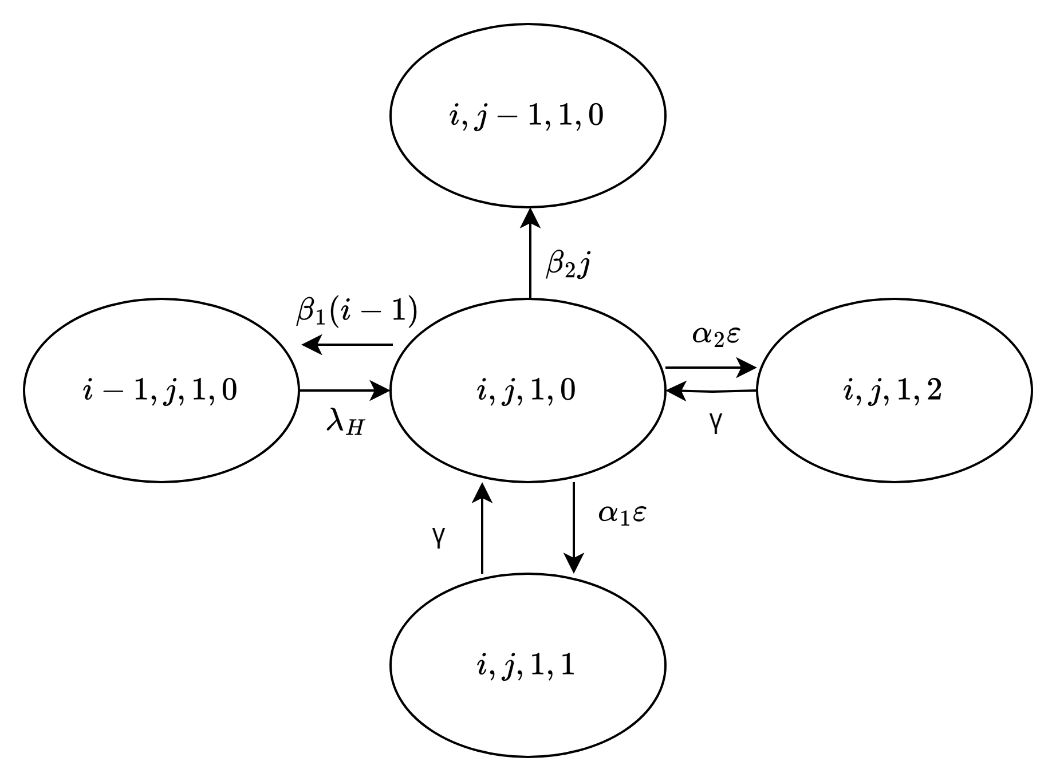 i, j − 1, 1, 0
β₂j
β₁(i − 1)
α₂ε
i − 1, j, 1, 0
i, j, 1, 0
i, j, 1, 2
λ_H
γ
α₁ε
γ
i, j, 1, 1